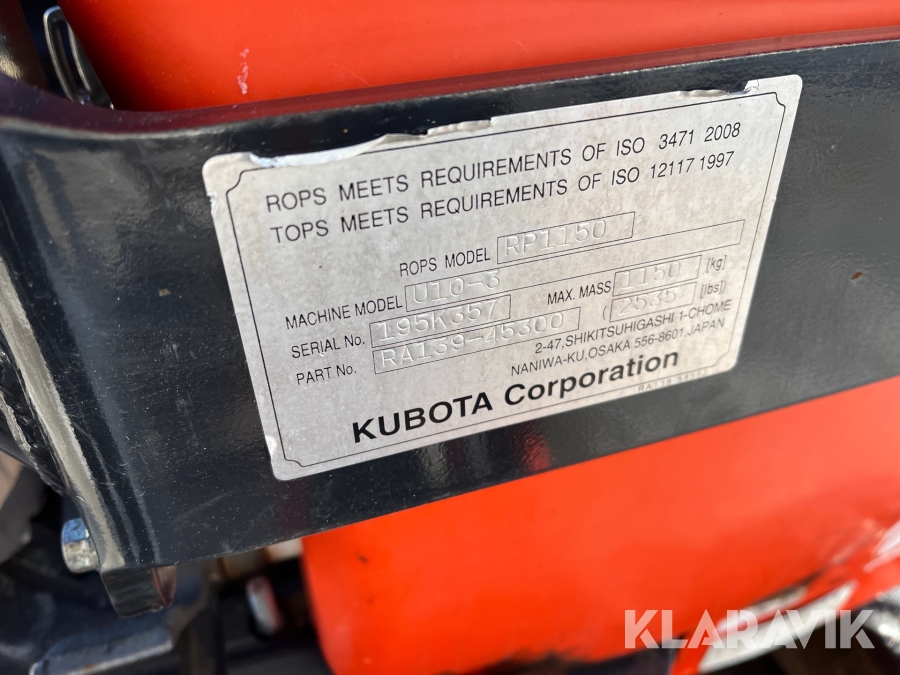 ROPS MEETS REQUIREMENTS OF ISO 3471 2008
TOPS MEETS REQUIREMENTS OF ISO 12117 1997
ROPS MODEL RP1150
MACHINE MODEL U10-3
SERIAL No. 195K357 MAX. MASS 1150 [kg]
(2535 [lbs])
PART No. RA139-45300
2-47,SHIKITSUHIGASHI 1-CHOME
NANIWA-KU,OSAKA 556-8601,JAPAN
KUBOTA Corporation
KLARAVIK